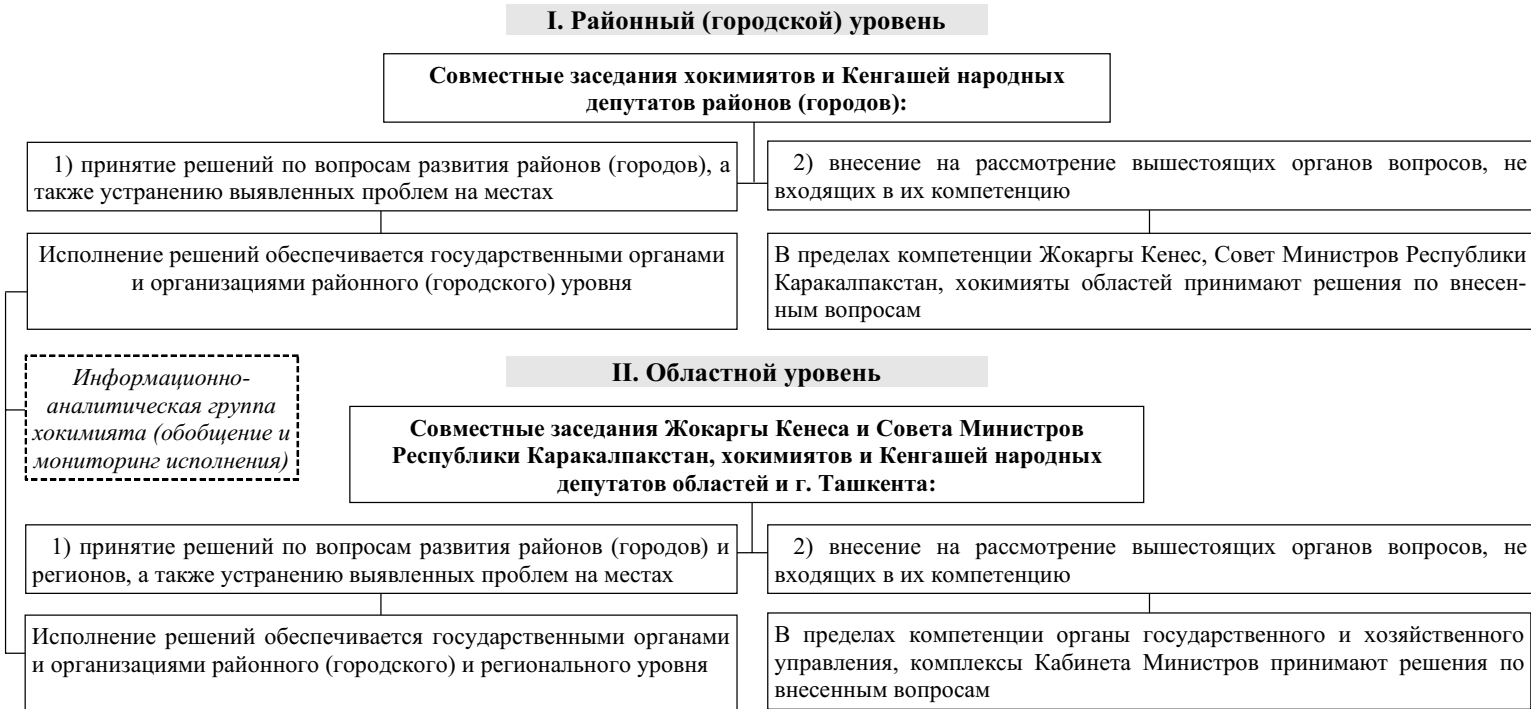 I. Районный (городской) уровень
Совместные заседания хокимиятов и Кенгашей народных
депутатов районов (городов):
1) принятие решений по вопросам развития районов (городов), а
также устранению выявленных проблем на местах
2) внесение на рассмотрение вышестоящих органов вопросов, не
входящих в их компетенцию
Исполнение решений обеспечивается государственными органами
и организациями районного (городского) уровня
В пределах компетенции Жокаргы Кенес, Совет Министров Республики
Каракалпакстан, хокимияты областей принимают решения по внесен-
ным вопросам
Информационно-
аналитическая группа
хокимията (обобщение и
мониторинг исполнения)
II. Областной уровень
Совместные заседания Жокаргы Кенеса и Совета Министров
Республики Каракалпакстан, хокимиятов и Кенгашей народных
депутатов областей и г. Ташкента:
1) принятие решений по вопросам развития районов (городов) и
регионов, а также устранению выявленных проблем на местах
2) внесение на рассмотрение вышестоящих органов вопросов, не
входящих в их компетенцию
Исполнение решений обеспечивается государственными органами
и организациями районного (городского) и регионального уровня
В пределах компетенции органы государственного и хозяйственного
управления, комплексы Кабинета Министров принимают решения по
внесенным вопросам